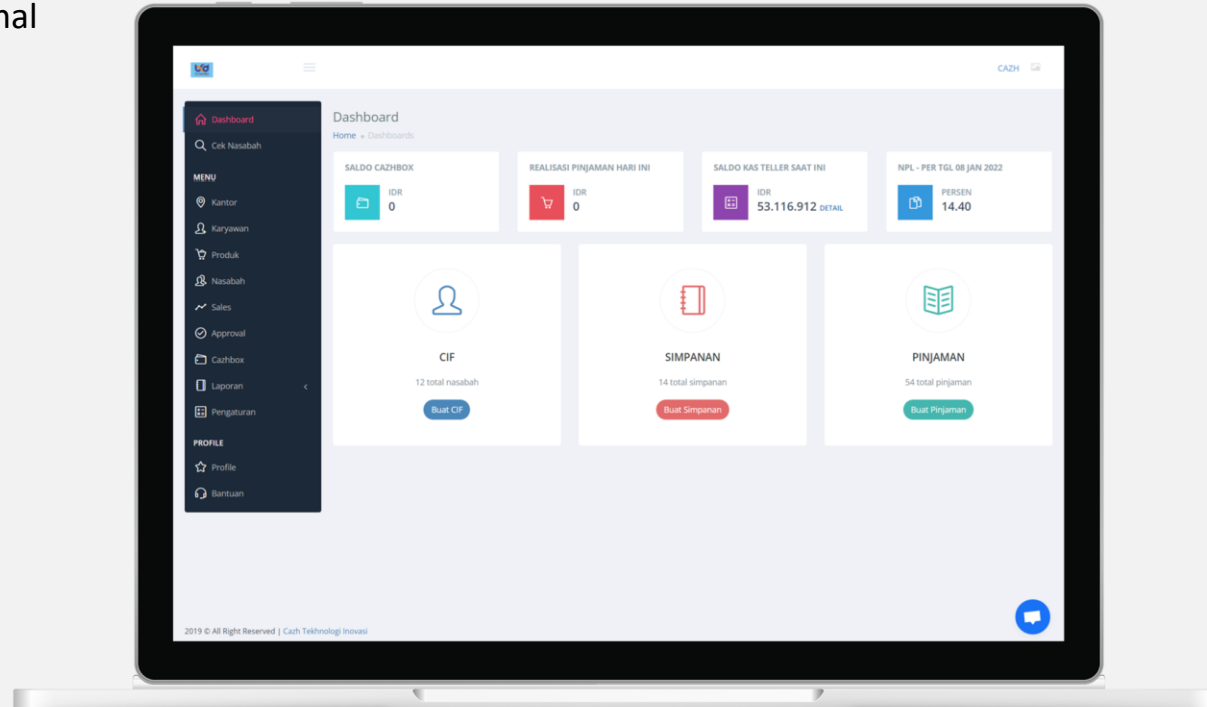 CAZH
Dashboard
Cek Nasabah
MENU
Kantor
Karyawan
Produk
Nasabah
Sales
Approval
Cazhbox
Laporan
Pengaturan
PROFILE
Profile
Bantuan
Dashboard
Home » Dashboards
SALDO CAZHBOX
IDR
0
REALISASI PINJAMAN HARI INI
IDR
0
SALDO KAS TELLER SAAT INI
IDR
53.116.912 DETAIL
NPL - PER TGL 08 JAN 2022
PERSEN
14.40
CIF
12 total nasabah
Buat CIF
SIMPANAN
14 total simpanan
Buat Simpanan
PINJAMAN
54 total pinjaman
Buat Pinjaman
2019 © All Right Reserved | Cazh Tekhnologi Inovasi